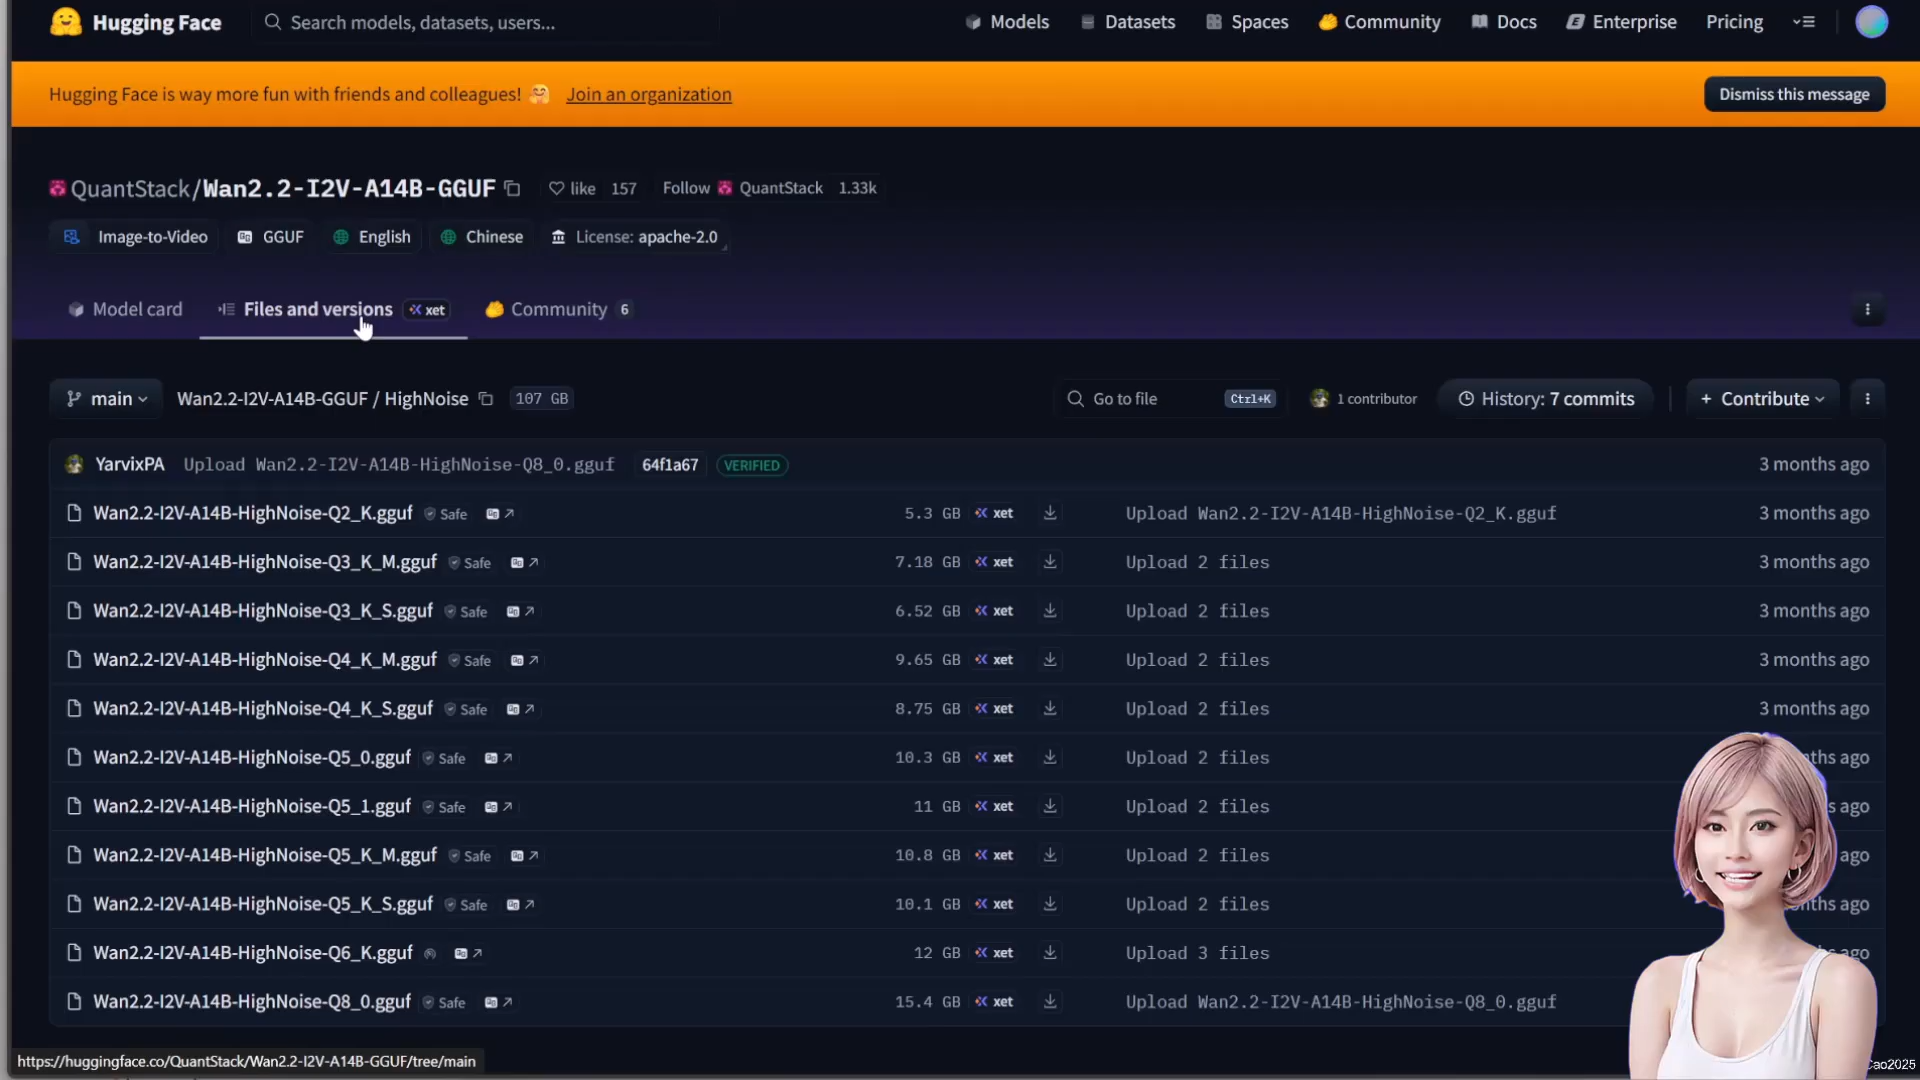 Hugging Face
Search models, datasets, users...
Models
Datasets
Spaces
Community
Docs
Enterprise
Pricing
Hugging Face is way more fun with friends and colleagues! 🤗 Join an organization
Dismiss this message
QuantStack/Wan2.2-I2V-A14B-GGUF
like 157
Follow QuantStack 1.33k
Image-to-Video
GGUF
English
Chinese
License: apache-2.0
Model card
Files and versions
xet
Community 6
main
Wan2.2-I2V-A14B-GGUF / HighNoise
107 GB
Go to file
Ctrl+K
1 contributor
History: 7 commits
+ Contribute
YarvixPA Upload Wan2.2-I2V-A14B-HighNoise-Q8_0.gguf 64f1a67 VERIFIED 3 months ago
Wan2.2-I2V-A14B-HighNoise-Q2_K.gguf Safe 5.3 GB xet Upload Wan2.2-I2V-A14B-HighNoise-Q2_K.gguf 3 months ago
Wan2.2-I2V-A14B-HighNoise-Q3_K_M.gguf Safe 7.18 GB xet Upload 2 files 3 months ago
Wan2.2-I2V-A14B-HighNoise-Q3_K_S.gguf Safe 6.52 GB xet Upload 2 files 3 months ago
Wan2.2-I2V-A14B-HighNoise-Q4_K_M.gguf Safe 9.65 GB xet Upload 2 files 3 months ago
Wan2.2-I2V-A14B-HighNoise-Q4_K_S.gguf Safe 8.75 GB xet Upload 2 files 3 months ago
Wan2.2-I2V-A14B-HighNoise-Q5_0.gguf Safe 10.3 GB xet Upload 2 files ago
Wan2.2-I2V-A14B-HighNoise-Q5_1.gguf Safe 11 GB xet Upload 2 files ago
Wan2.2-I2V-A14B-HighNoise-Q5_K_M.gguf Safe 10.8 GB xet Upload 2 files ago
Wan2.2-I2V-A14B-HighNoise-Q5_K_S.gguf Safe 10.1 GB xet Upload 2 files ago
Wan2.2-I2V-A14B-HighNoise-Q6_K.gguf 12 GB xet Upload 3 files ago
Wan2.2-I2V-A14B-HighNoise-Q8_0.gguf Safe 15.4 GB xet Upload Wan2.2-I2V-A14B-HighNoise-Q8_0.gguf
https://huggingface.co/QuantStack/Wan2.2-I2V-A14B-GGUF/tree/main
Cao2025